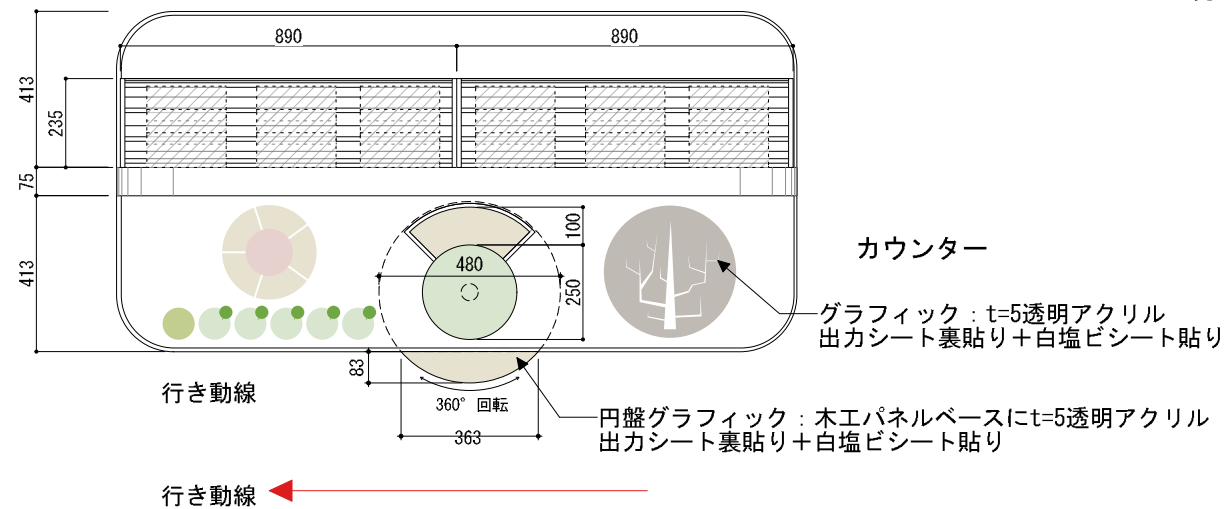 890
890
413
235
75
413
100
480
250
カウンター
グラフィック：t=5透明アクリル
出力シート裏貼り＋白塩ビシート貼り
83
行き動線
360° 回転
363
円盤グラフィック：木工パネルベースにt=5透明アクリル
出力シート裏貼り＋白塩ビシート貼り
行き動線